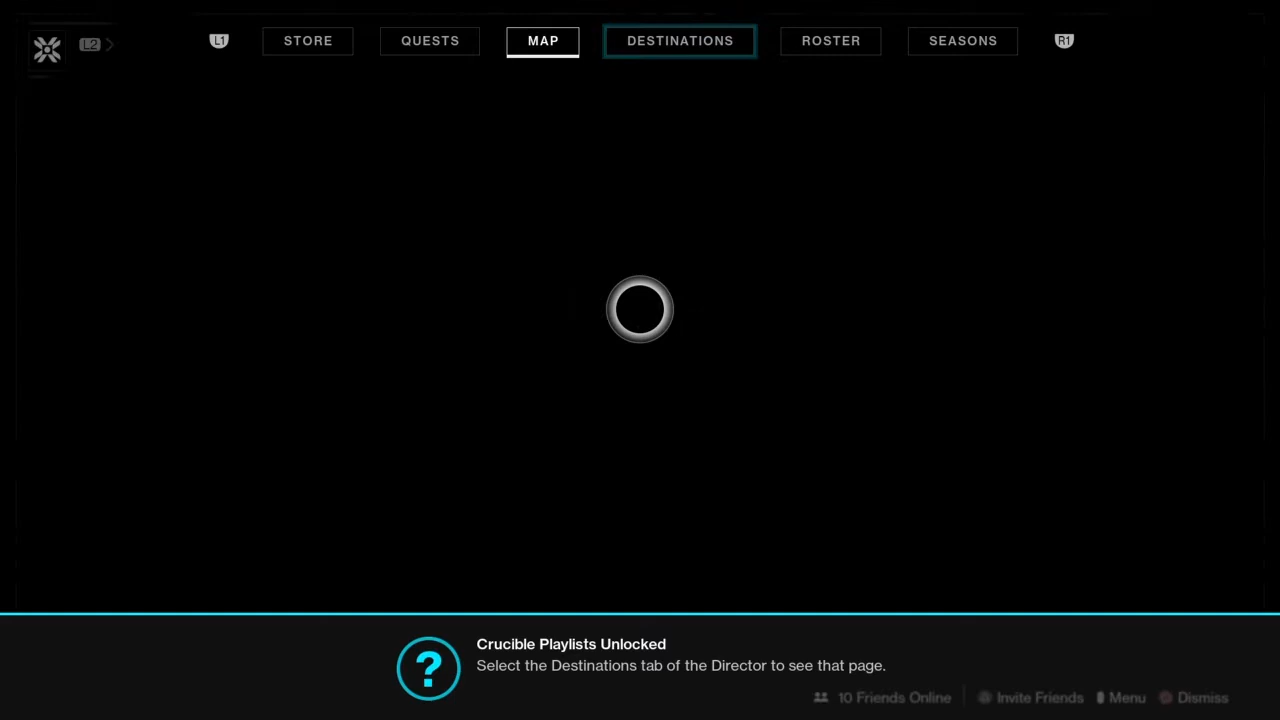 L2
L1
STORE
QUESTS
MAP
DESTINATIONS
ROSTER
SEASONS
R1
?
Crucible Playlists Unlocked
Select the Destinations tab of the Director to see that page.
10 Friends Online
Invite Friends
Menu
Dismiss